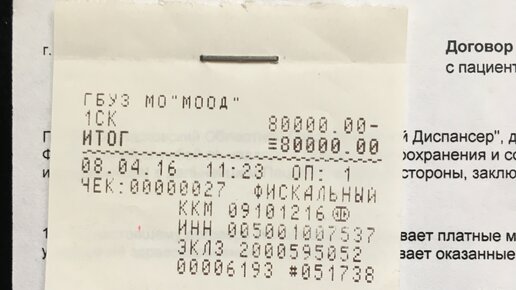 г.
Договор
с пациент
ГБУЗ МО"МООД"
1СК 80000.00-
ИТОГ ≡80000.00
Диспансер", д
охранения и со
стороны, заклю
08.04.16 11:23 ОП: 1
ЧЕК:00000027 ФИСКАЛЬНЫЙ
ККМ 09101216
ИНН 005001007537
ЭКЛЗ 2000595052
00006193 #051738
вает платные м
вает оказанные